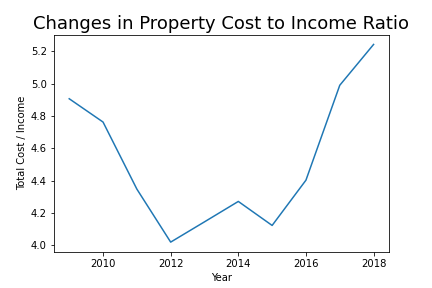 Changes in Property Cost to Income Ratio
5.2
5.0
4.8
4.6
4.4
4.2
4.0
Total Cost / Income
2010 2012 2014 2016 2018
Year